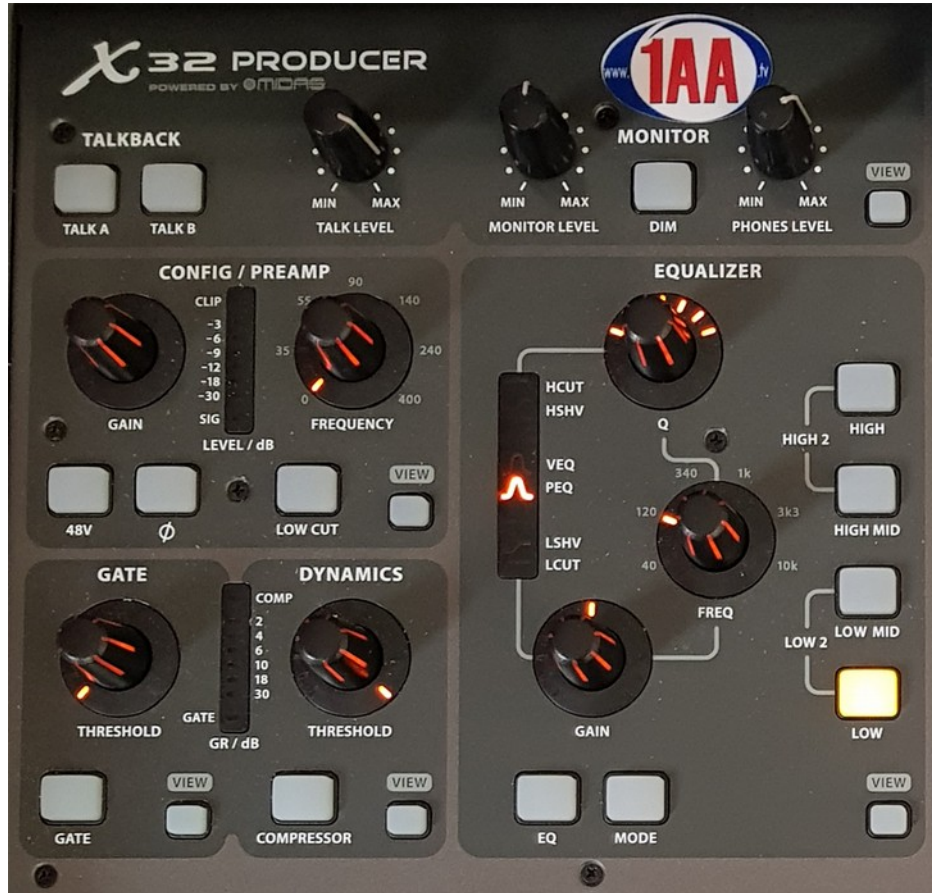 X32 PRODUCER
POWERED BY MIDAS
www. 1AA .tv
TALKBACK
MONITOR
VIEW
MIN MAX
MIN MAX
MIN MAX
TALK A
TALK B
TALK LEVEL
MONITOR LEVEL
DIM
PHONES LEVEL
CONFIG / PREAMP
CLIP
-3
-6
-9
-12
-18
-30
SIG
LEVEL / dB
GAIN
0
35
55
90
140
240
400
FREQUENCY
VIEW
48V
Ø
LOW CUT
GATE
THRESHOLD
COMP
2
4
6
10
18
30
GATE
GR / dB
DYNAMICS
THRESHOLD
VIEW
VIEW
GATE
COMPRESSOR
EQUALIZER
HCUT
HSHV
VEQ
PEQ
LSHV
LCUT
Q
40
120
340
1k
3k3
10k
FREQ
GAIN
HIGH 2
HIGH
HIGH MID
LOW 2
LOW MID
LOW
EQ
MODE
VIEW